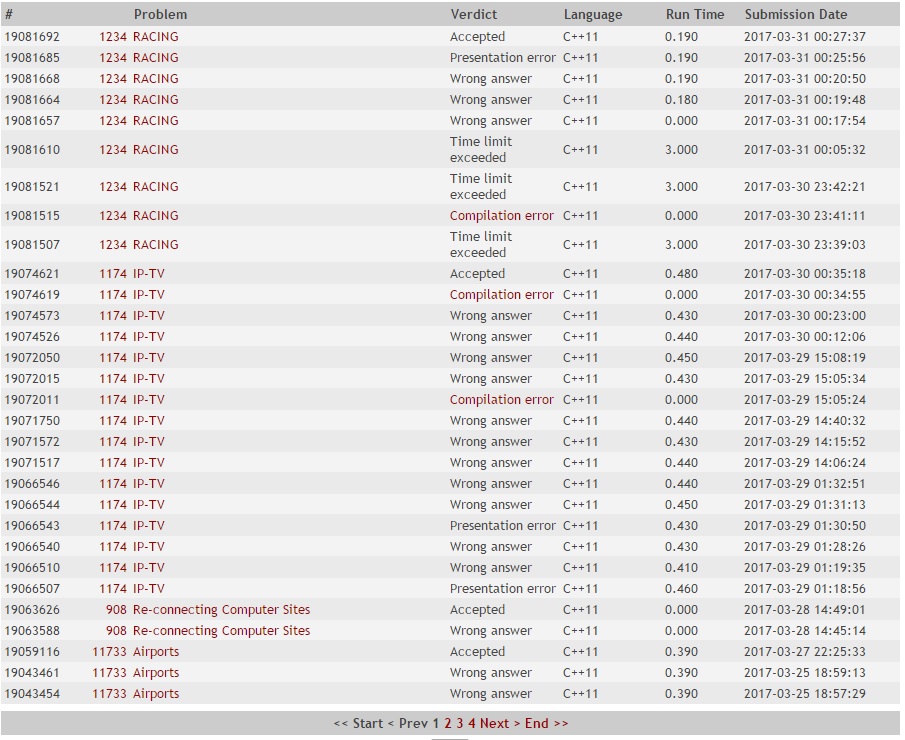 # Problem Verdict Language Run Time Submission Date
19081692 1234 RACING Accepted C++11 0.190 2017-03-31 00:27:37
19081685 1234 RACING Presentation error C++11 0.190 2017-03-31 00:25:56
19081668 1234 RACING Wrong answer C++11 0.190 2017-03-31 00:20:50
19081664 1234 RACING Wrong answer C++11 0.180 2017-03-31 00:19:48
19081657 1234 RACING Wrong answer C++11 0.000 2017-03-31 00:17:54
19081610 1234 RACING Time limit exceeded C++11 3.000 2017-03-31 00:05:32
19081521 1234 RACING Time limit exceeded C++11 3.000 2017-03-30 23:42:21
19081515 1234 RACING Compilation error C++11 0.000 2017-03-30 23:41:11
19081507 1234 RACING Time limit exceeded C++11 3.000 2017-03-30 23:39:03
19074621 1174 IP-TV Accepted C++11 0.480 2017-03-30 00:35:18
19074619 1174 IP-TV Compilation error C++11 0.000 2017-03-30 00:34:55
19074573 1174 IP-TV Wrong answer C++11 0.430 2017-03-30 00:23:00
19074526 1174 IP-TV Wrong answer C++11 0.440 2017-03-30 00:12:06
19072050 1174 IP-TV Wrong answer C++11 0.450 2017-03-29 15:08:19
19072015 1174 IP-TV Wrong answer C++11 0.430 2017-03-29 15:05:34
19072011 1174 IP-TV Compilation error C++11 0.000 2017-03-29 15:05:24
19071750 1174 IP-TV Wrong answer C++11 0.440 2017-03-29 14:40:32
19071572 1174 IP-TV Wrong answer C++11 0.430 2017-03-29 14:15:52
19071517 1174 IP-TV Wrong answer C++11 0.440 2017-03-29 14:06:24
19066546 1174 IP-TV Wrong answer C++11 0.440 2017-03-29 01:32:51
19066544 1174 IP-TV Wrong answer C++11 0.450 2017-03-29 01:31:13
19066543 1174 IP-TV Presentation error C++11 0.430 2017-03-29 01:30:50
19066540 1174 IP-TV Wrong answer C++11 0.430 2017-03-29 01:28:26
19066510 1174 IP-TV Wrong answer C++11 0.410 2017-03-29 01:19:35
19066507 1174 IP-TV Presentation error C++11 0.460 2017-03-29 01:18:56
19063626 908 Re-connecting Computer Sites Accepted C++11 0.000 2017-03-28 14:49:01
19063588 908 Re-connecting Computer Sites Wrong answer C++11 0.000 2017-03-28 14:45:14
19059116 11733 Airports Accepted C++11 0.390 2017-03-27 22:25:33
19043461 11733 Airports Wrong answer C++11 0.390 2017-03-25 18:59:13
19043454 11733 Airports Wrong answer C++11 0.390 2017-03-25 18:57:29
<< Start < Prev 1 2 3 4 Next > End >>